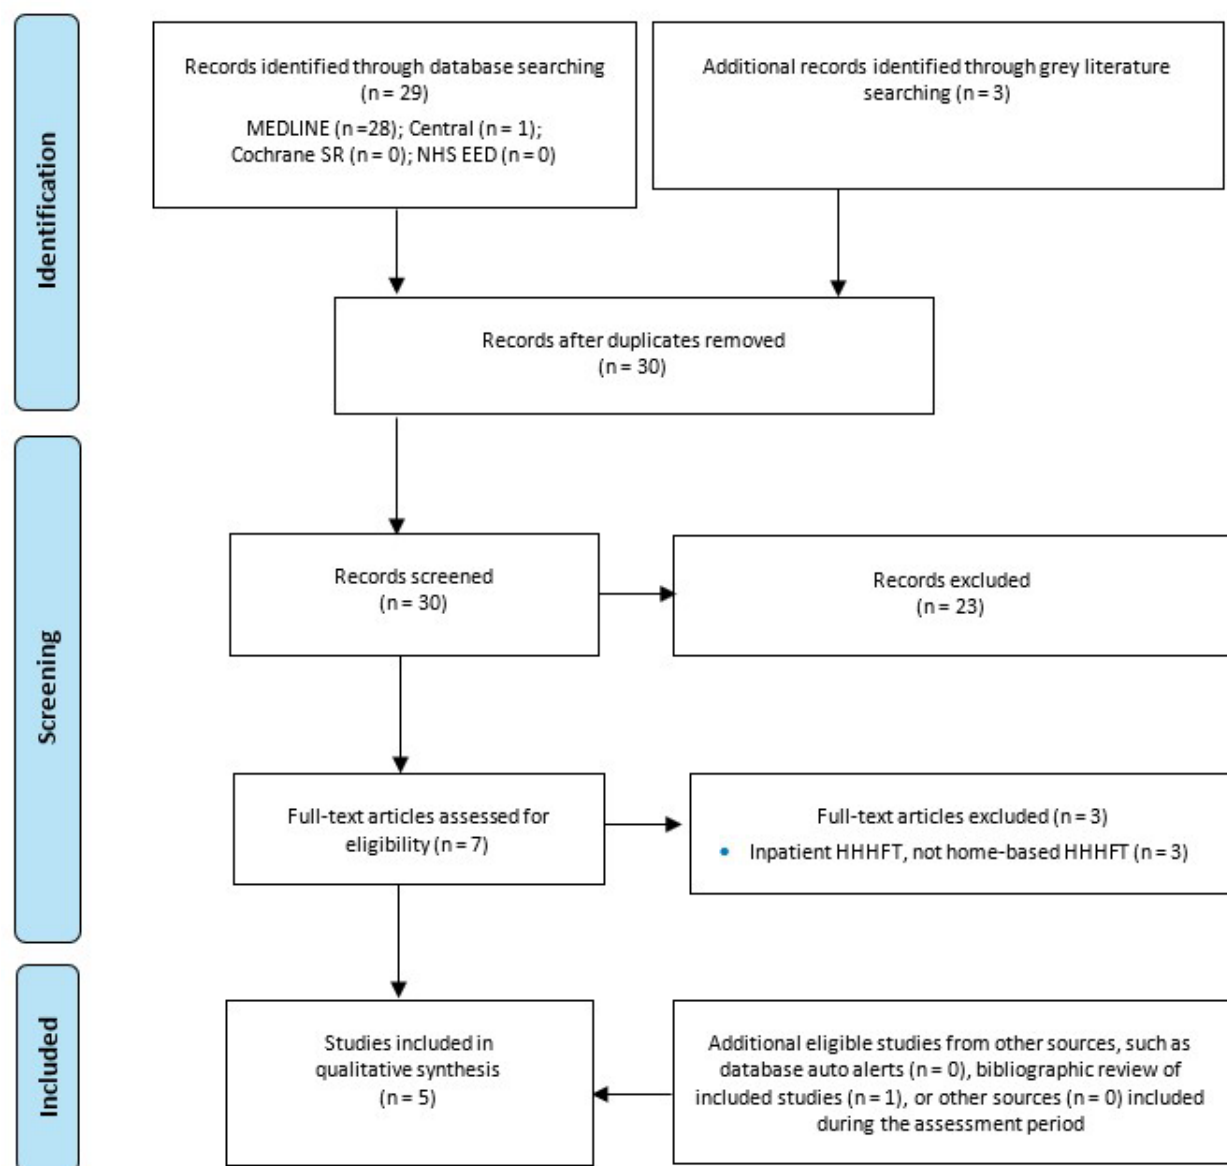 Identification
Records identified through database searching
(n = 29)
MEDLINE (n =28); Central (n = 1);
Cochrane SR (n = 0); NHS EED (n = 0)
Additional records identified through grey literature
searching (n = 3)
Records after duplicates removed
(n = 30)
Screening
Records screened
(n = 30)
Records excluded
(n = 23)
Full-text articles assessed for
eligibility (n = 7)
Full-text articles excluded (n = 3)
• Inpatient HHHFT, not home-based HHHFT (n = 3)
Included
Studies included in
qualitative synthesis
(n = 5)
Additional eligible studies from other sources, such as
database auto alerts (n = 0), bibliographic review of
included studies (n = 1), or other sources (n = 0) included
during the assessment period